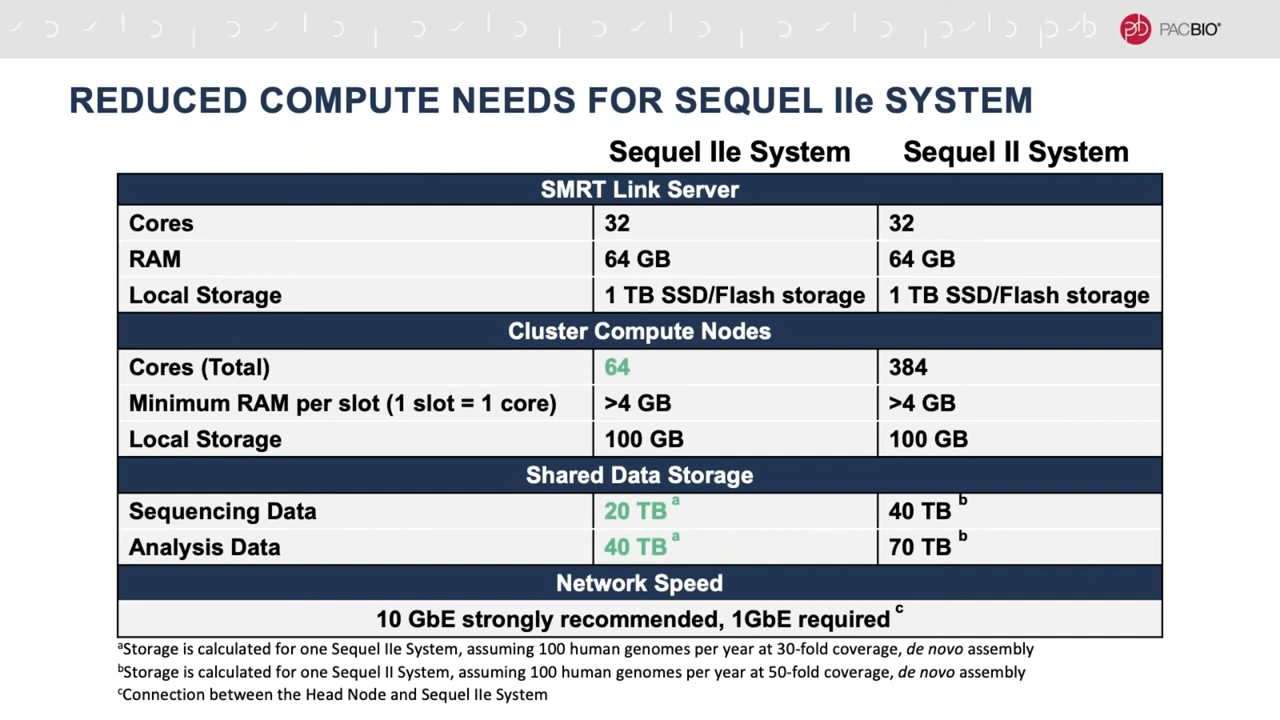 PACBIO®
REDUCED COMPUTE NEEDS FOR SEQUEL IIe SYSTEM
Sequel IIe System Sequel II System
SMRT Link Server
Cores 32 32
RAM 64 GB 64 GB
Local Storage 1 TB SSD/Flash storage 1 TB SSD/Flash storage
Cluster Compute Nodes
Cores (Total) 64 384
Minimum RAM per slot (1 slot = 1 core) >4 GB >4 GB
Local Storage 100 GB 100 GB
Shared Data Storage
Sequencing Data 20 TB a 40 TB b
Analysis Data 40 TB a 70 TB b
Network Speed
10 GbE strongly recommended, 1GbE required c
aStorage is calculated for one Sequel IIe System, assuming 100 human genomes per year at 30-fold coverage, de novo assembly
bStorage is calculated for one Sequel II System, assuming 100 human genomes per year at 50-fold coverage, de novo assembly
cConnection between the Head Node and Sequel IIe System